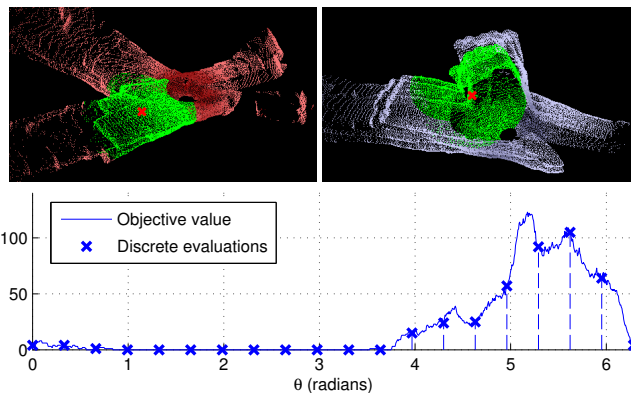 Objective value
Discrete evaluations
100
50
0
0 1 2 3 4 5 6
θ (radians)